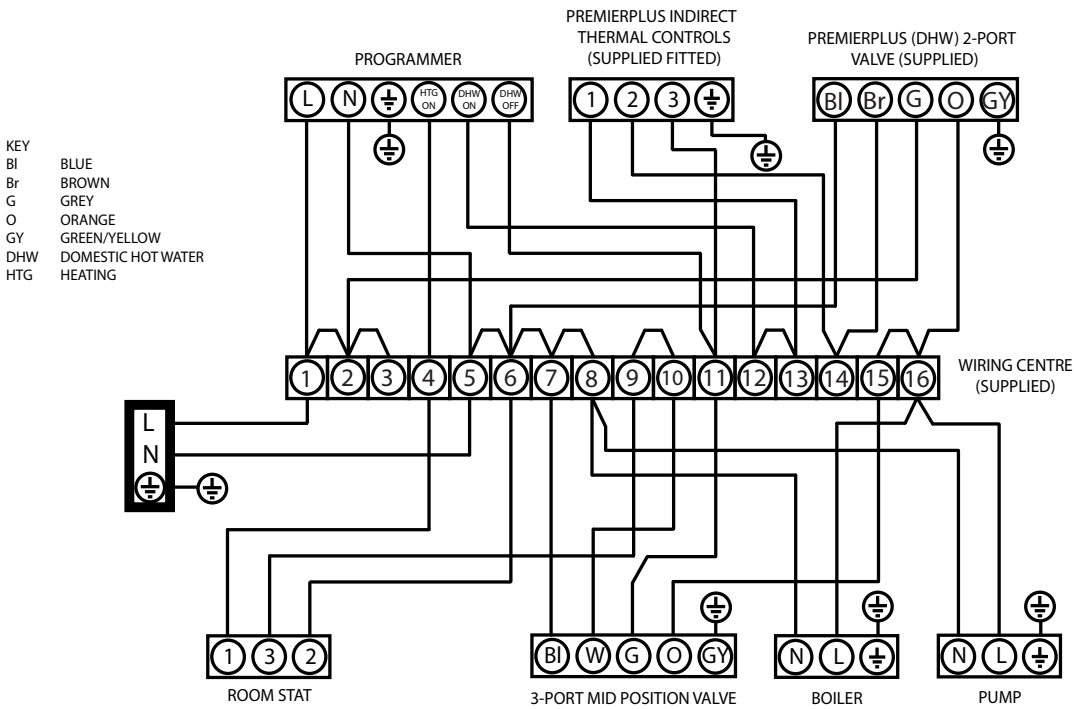 PREMIERPLUS INDIRECT
THERMAL CONTROLS
(SUPPLIED FITTED)
PREMIERPLUS (DHW) 2-PORT
VALVE (SUPPLIED)
PROGRAMMER
L N HTG ON DHW ON DHW OFF
1 2 3
Bl Br G O GY
KEY
Bl BLUE
Br BROWN
G GREY
O ORANGE
GY GREEN/YELLOW
DHW DOMESTIC HOT WATER
HTG HEATING
1 2 3 4 5 6 7 8 9 10 11 12 13 14 15 16
WIRING CENTRE
(SUPPLIED)
L
N
1 3 2
ROOM STAT
Bl W G O GY
3-PORT MID POSITION VALVE
N L
BOILER
N L
PUMP